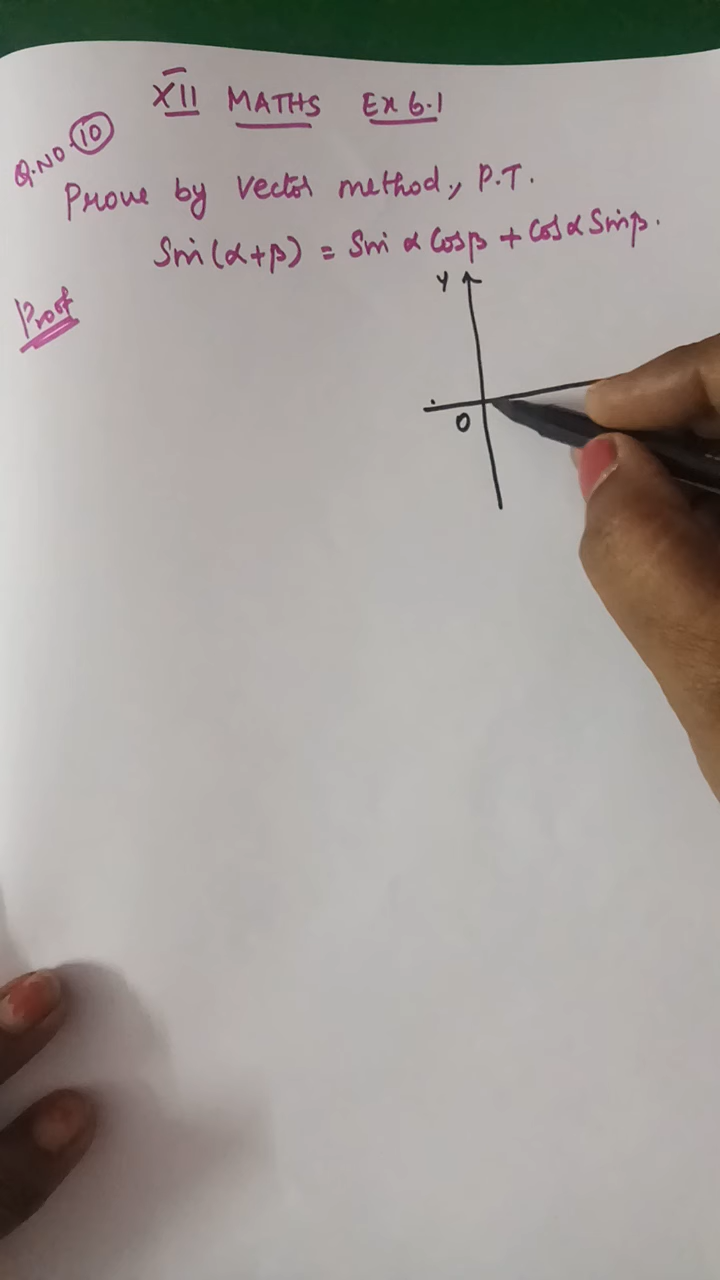 XII MATHS Ex 6.1
Q.NO. 10
Prove by vector method, P.T.
Sin(α+β) = Sin α Cosβ + Cosα Sinβ.
Proof
Y
O